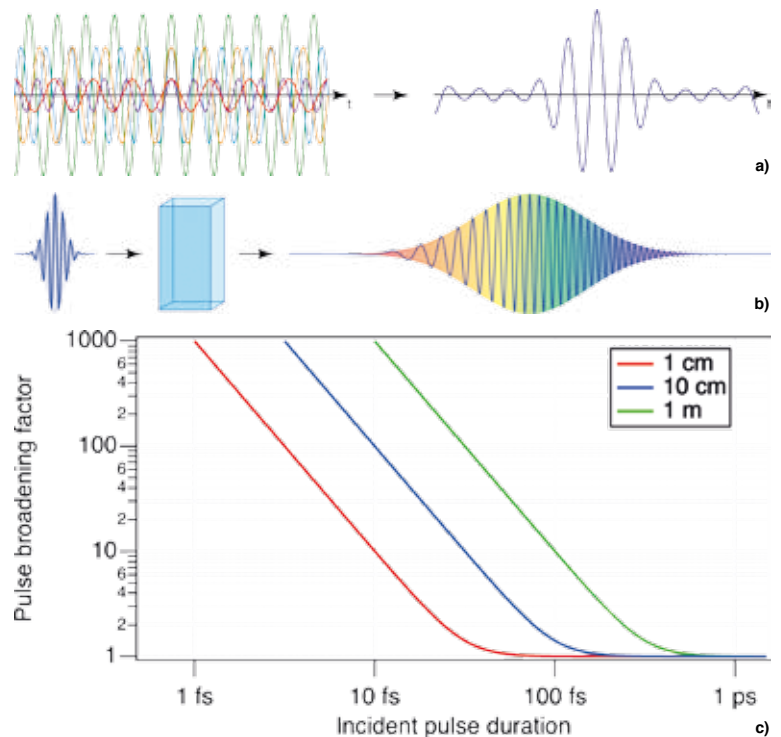 t
t
a)
b)
1000
6
4
2
100
6
4
2
10
6
4
2
1
Pulse broadening factor
1 cm
10 cm
1 m
1 fs
10 fs
100 fs
1 ps
Incident pulse duration
c)